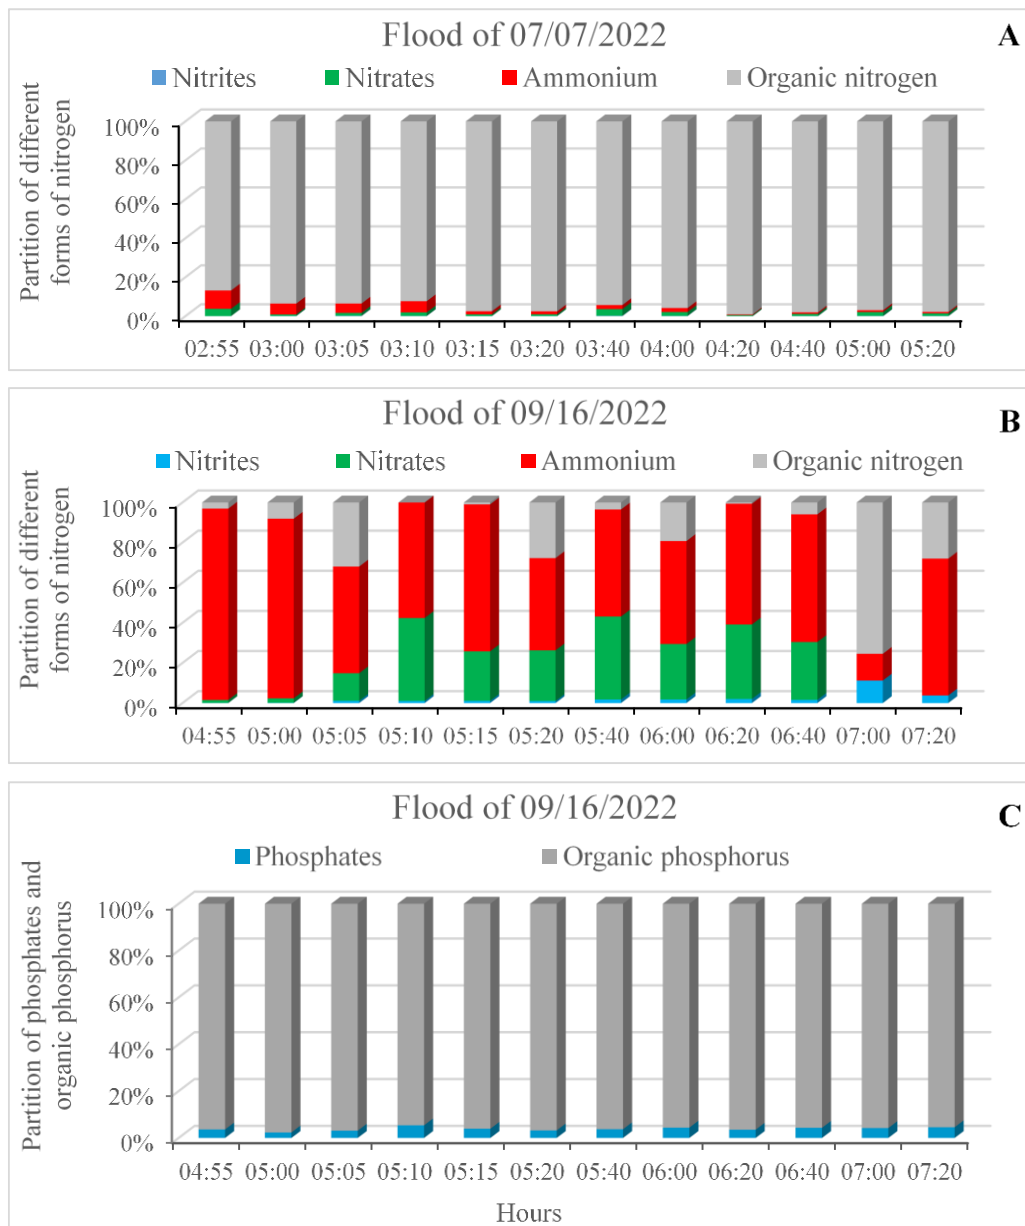 Flood of 07/07/2022
A
Nitrites Nitrates Ammonium Organic nitrogen
Partition of different
forms of nitrogen
100%
80%
60%
40%
20%
0%
02:55 03:00 03:05 03:10 03:15 03:20 03:40 04:00 04:20 04:40 05:00 05:20
Flood of 09/16/2022
B
Nitrites Nitrates Ammonium Organic nitrogen
Partition of different
forms of nitrogen
100%
80%
60%
40%
20%
0%
04:55 05:00 05:05 05:10 05:15 05:20 05:40 06:00 06:20 06:40 07:00 07:20
Flood of 09/16/2022
C
Phosphates Organic phosphorus
Partition of phosphates and
organic phosphorus
100%
80%
60%
40%
20%
0%
04:55 05:00 05:05 05:10 05:15 05:20 05:40 06:00 06:20 06:40 07:00 07:20
Hours